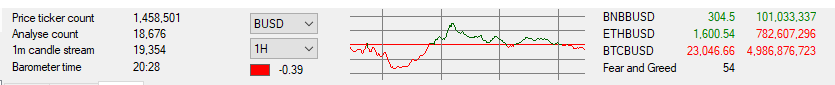 Price ticker count 1,458,501
Analyse count 18,676
1m candle stream 19,354
Barometer time 20:28
BUSD
1H
-0.39
BNBBUSD 304.5 101,033,337
ETHBUSD 1,600.54 782,607,296
BTCBUSD 23,046.66 4,986,876,723
Fear and Greed 54